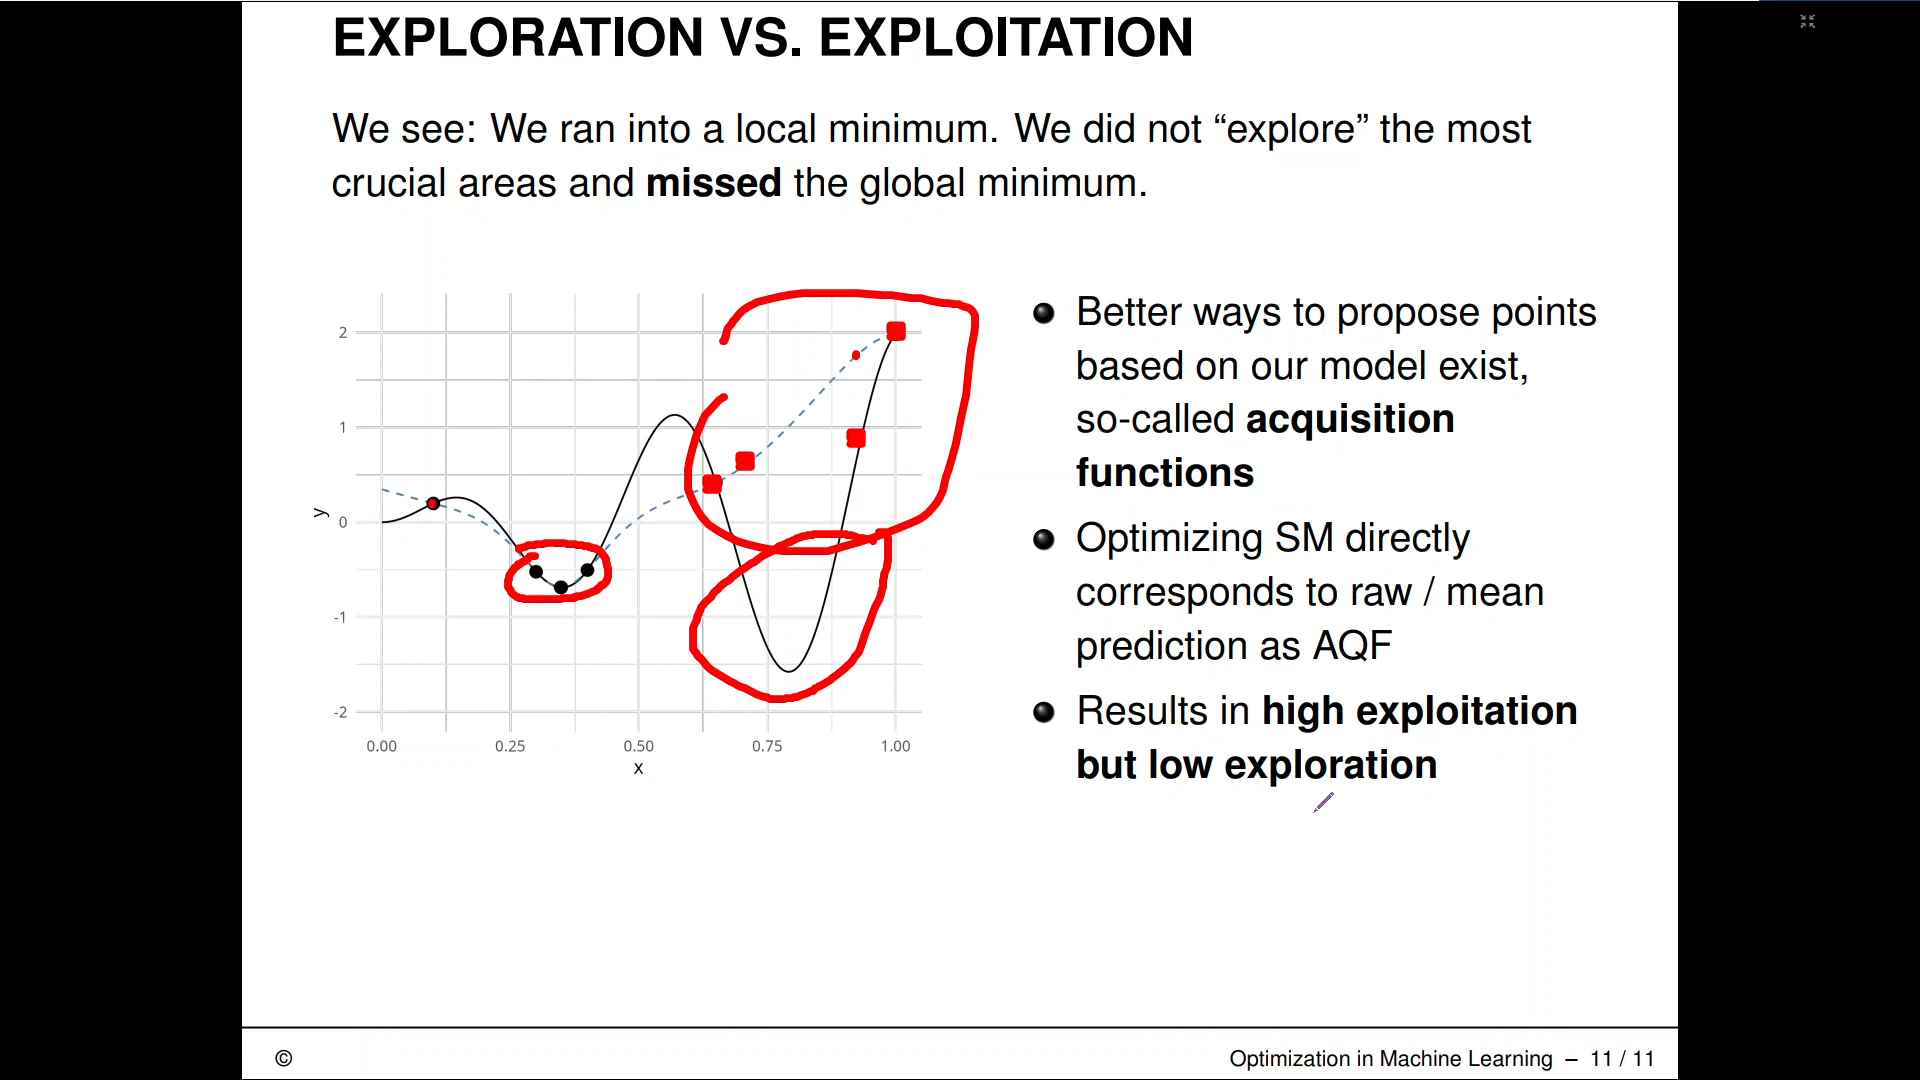 EXPLORATION VS. EXPLOITATION
We see: We ran into a local minimum. We did not “explore” the most
crucial areas and missed the global minimum.
2
1
0
-1
-2
y
0.00 0.25 0.50 0.75 1.00
x
Better ways to propose points
based on our model exist,
so-called acquisition
functions
Optimizing SM directly
corresponds to raw / mean
prediction as AQF
Results in high exploitation
but low exploration
©
Optimization in Machine Learning – 11 / 11